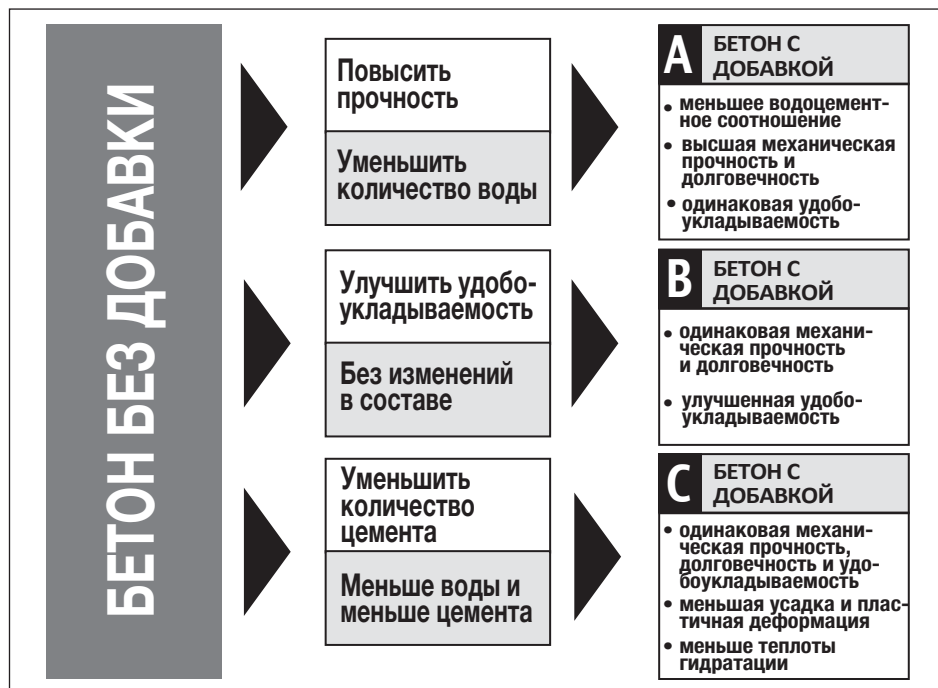 БЕТОН БЕЗ ДОБАВКИ
Повысить
прочность
Уменьшить
количество воды
A
БЕТОН С
ДОБАВКОЙ
• меньшее водоцемент-
ное соотношение
• высшая механическая
прочность и
долговечность
• одинаковая удобо-
укладываемость
Улучшить удобо-
укладываемость
Без изменений
в составе
B
БЕТОН С
ДОБАВКОЙ
• одинаковая механи-
ческая прочность
и долговечность
• улучшенная удобо-
укладываемость
Уменьшить
количество
цемента
Меньше воды и
меньше цемента
C
БЕТОН С
ДОБАВКОЙ
• одинаковая механи-
ческая прочность,
долговечность и удо-
боукладываемость
• меньшая усадка и плас-
тичная деформация
• меньше теплоты
гидратации